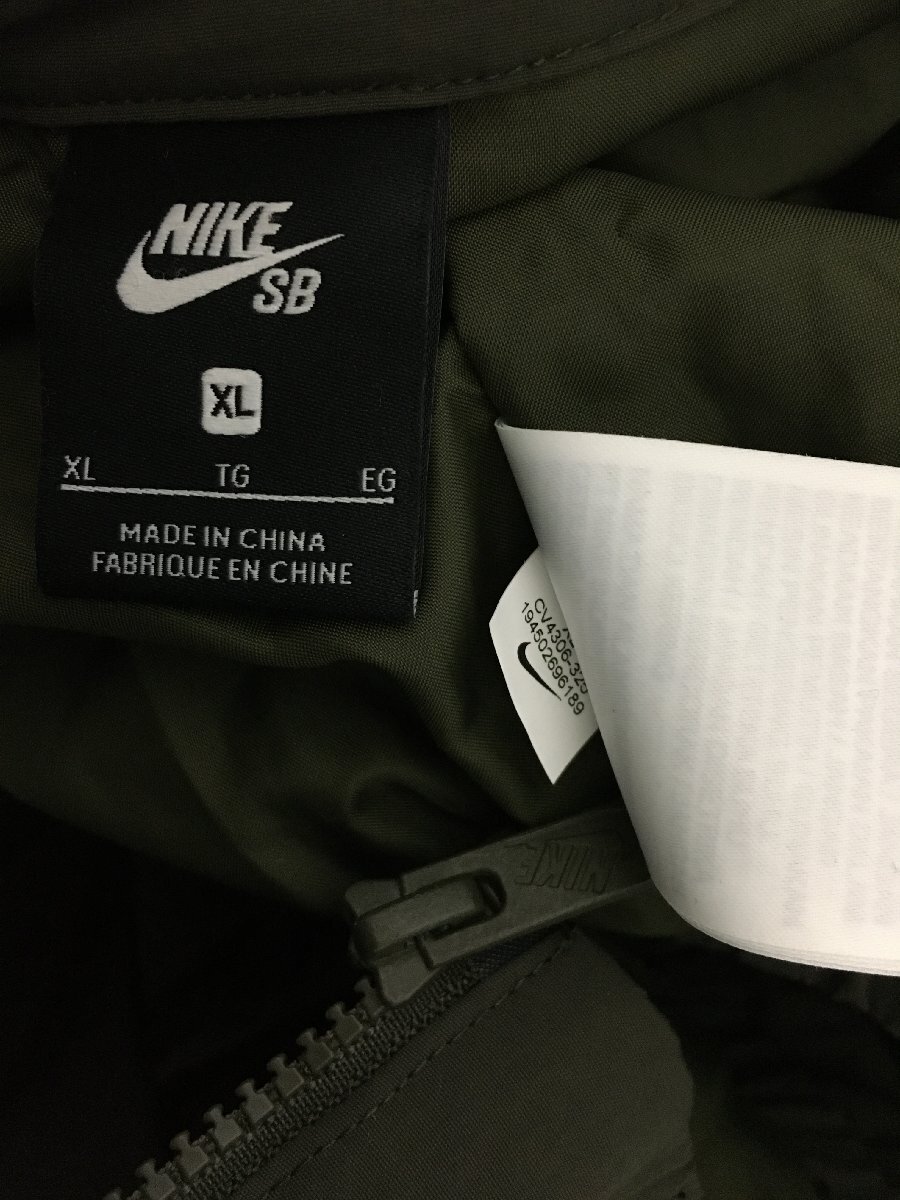 NIKE
SB
XL
XL TG EG
MADE IN CHINA
FABRIQUE EN CHINE
CV4306-325
194502696189
NIKE